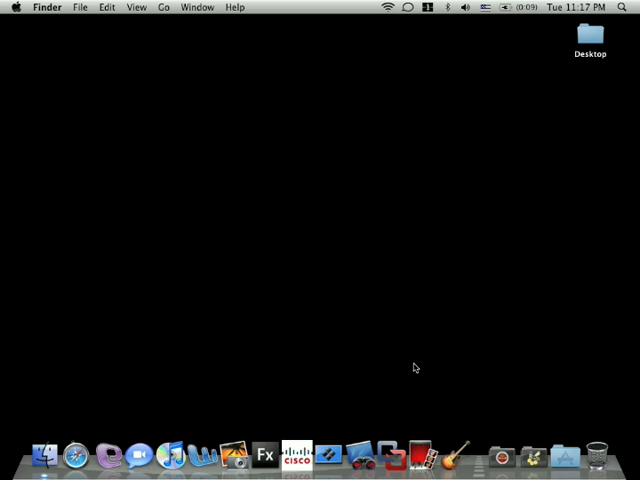 Finder File Edit View Go Window Help (0:09) Tue 11:17 PM
Desktop
Fx
CISCO